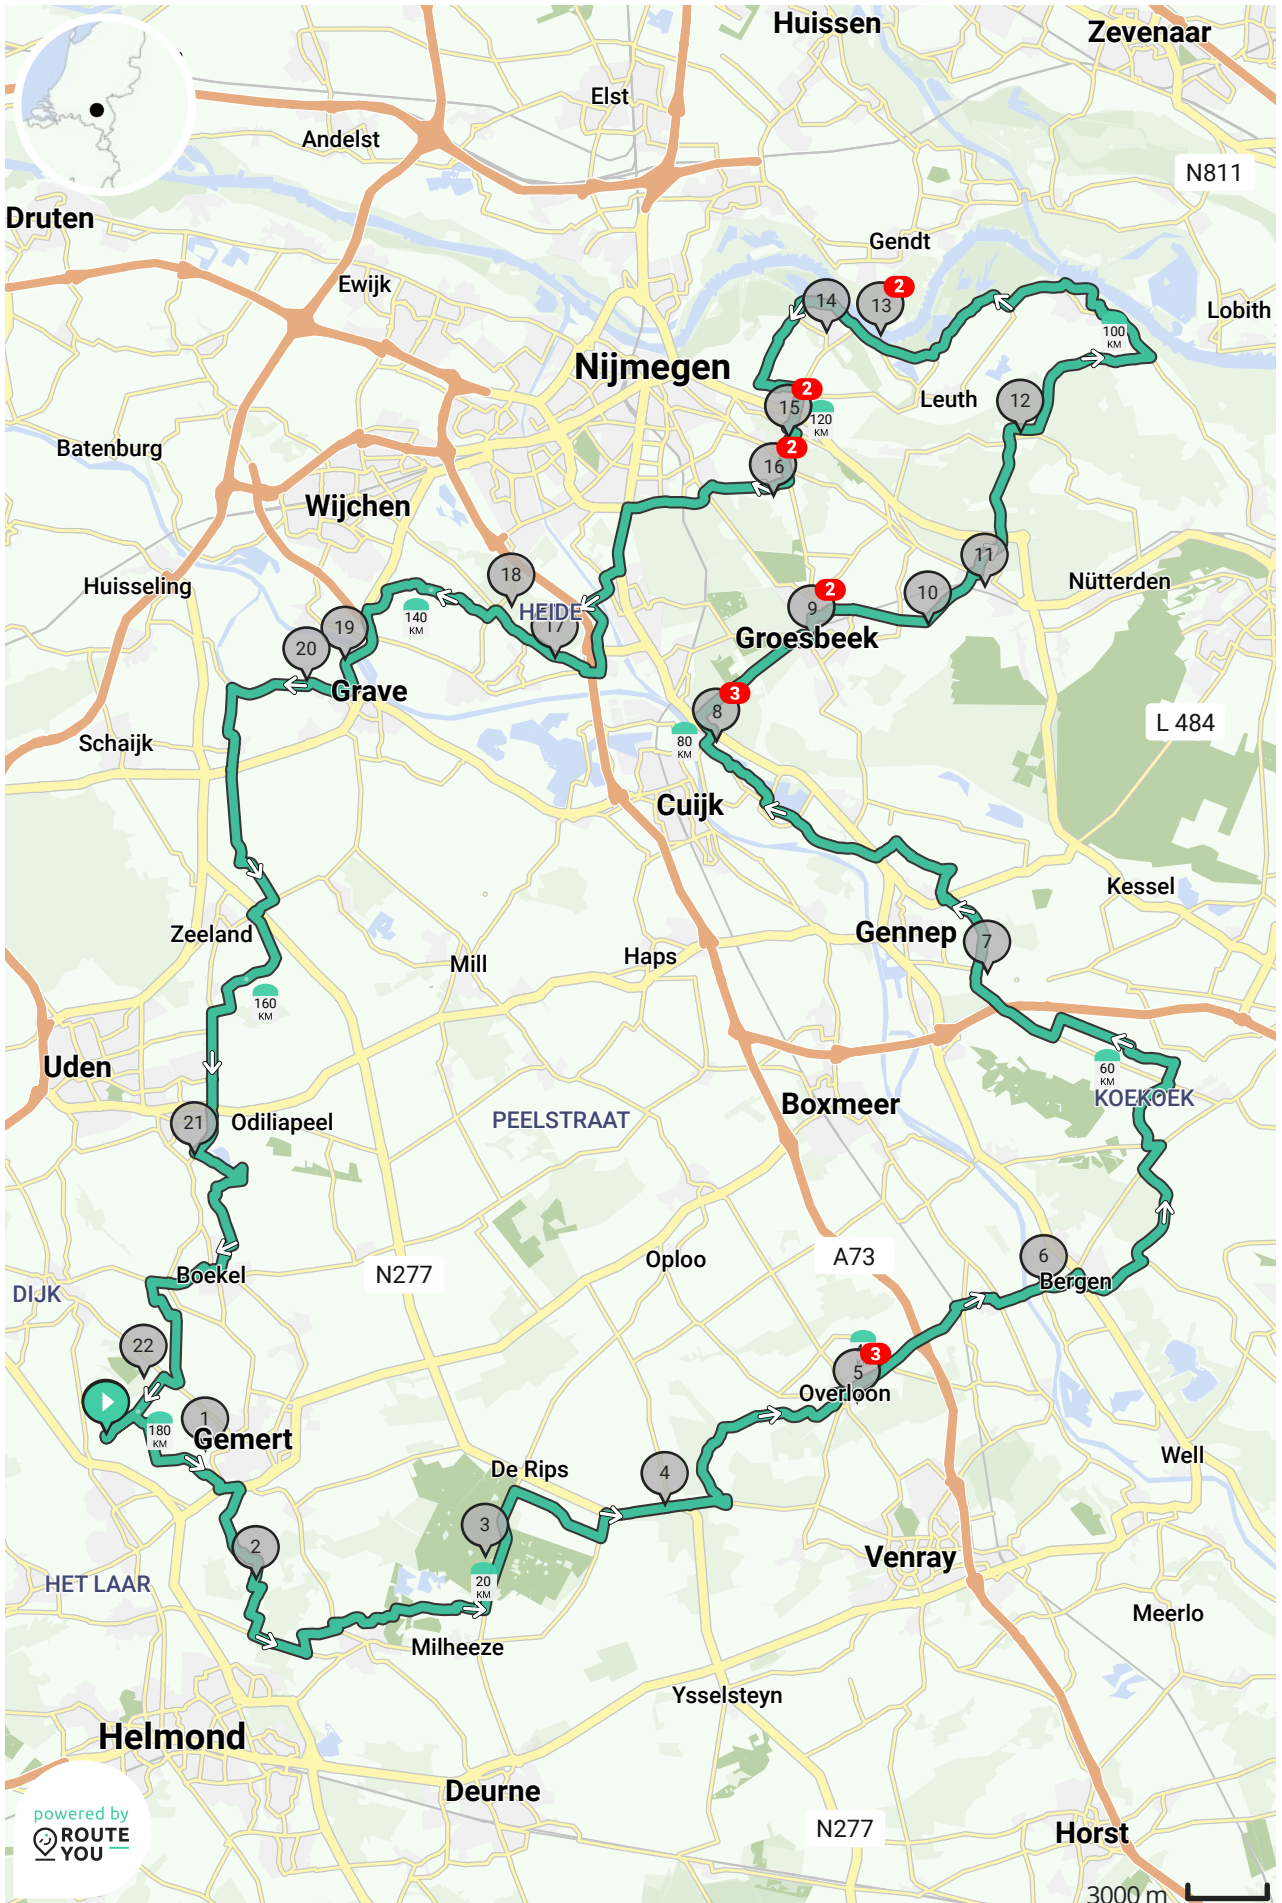 Huissen
Zevenaar
Elst
Andelst
N811
Druten
Gendt
Ewijk
2
14
13
Lobith
100
KM
Nijmegen
2
Leuth
12
15
120
KM
Batenburg
2
16
Wijchen
11
Huisseling
18
Nütterden
2
10
9
HEIDE
17
140
KM
19
Groesbeek
20
Grave
3
8
L 484
Schaijk
80
KM
Cuijk
Kessel
Zeeland
Gennep
7
Mill
Haps
160
KM
Uden
60
KM
KOEKOEK
Boxmeer
21
Odiliapeel
PEELSTRAAT
6
Oploo
A73
Boekel
N277
Bergen
DIJK
22
3
5
Overloon
1
180
KM
Gemert
Well
De Rips
4
3
2
Venray
20
KM
HET LAAR
Meerlo
Milheeze
Ysselsteyn
Helmond
Deurne
powered by
ROUTE
YOU
N277
Horst
3000 m